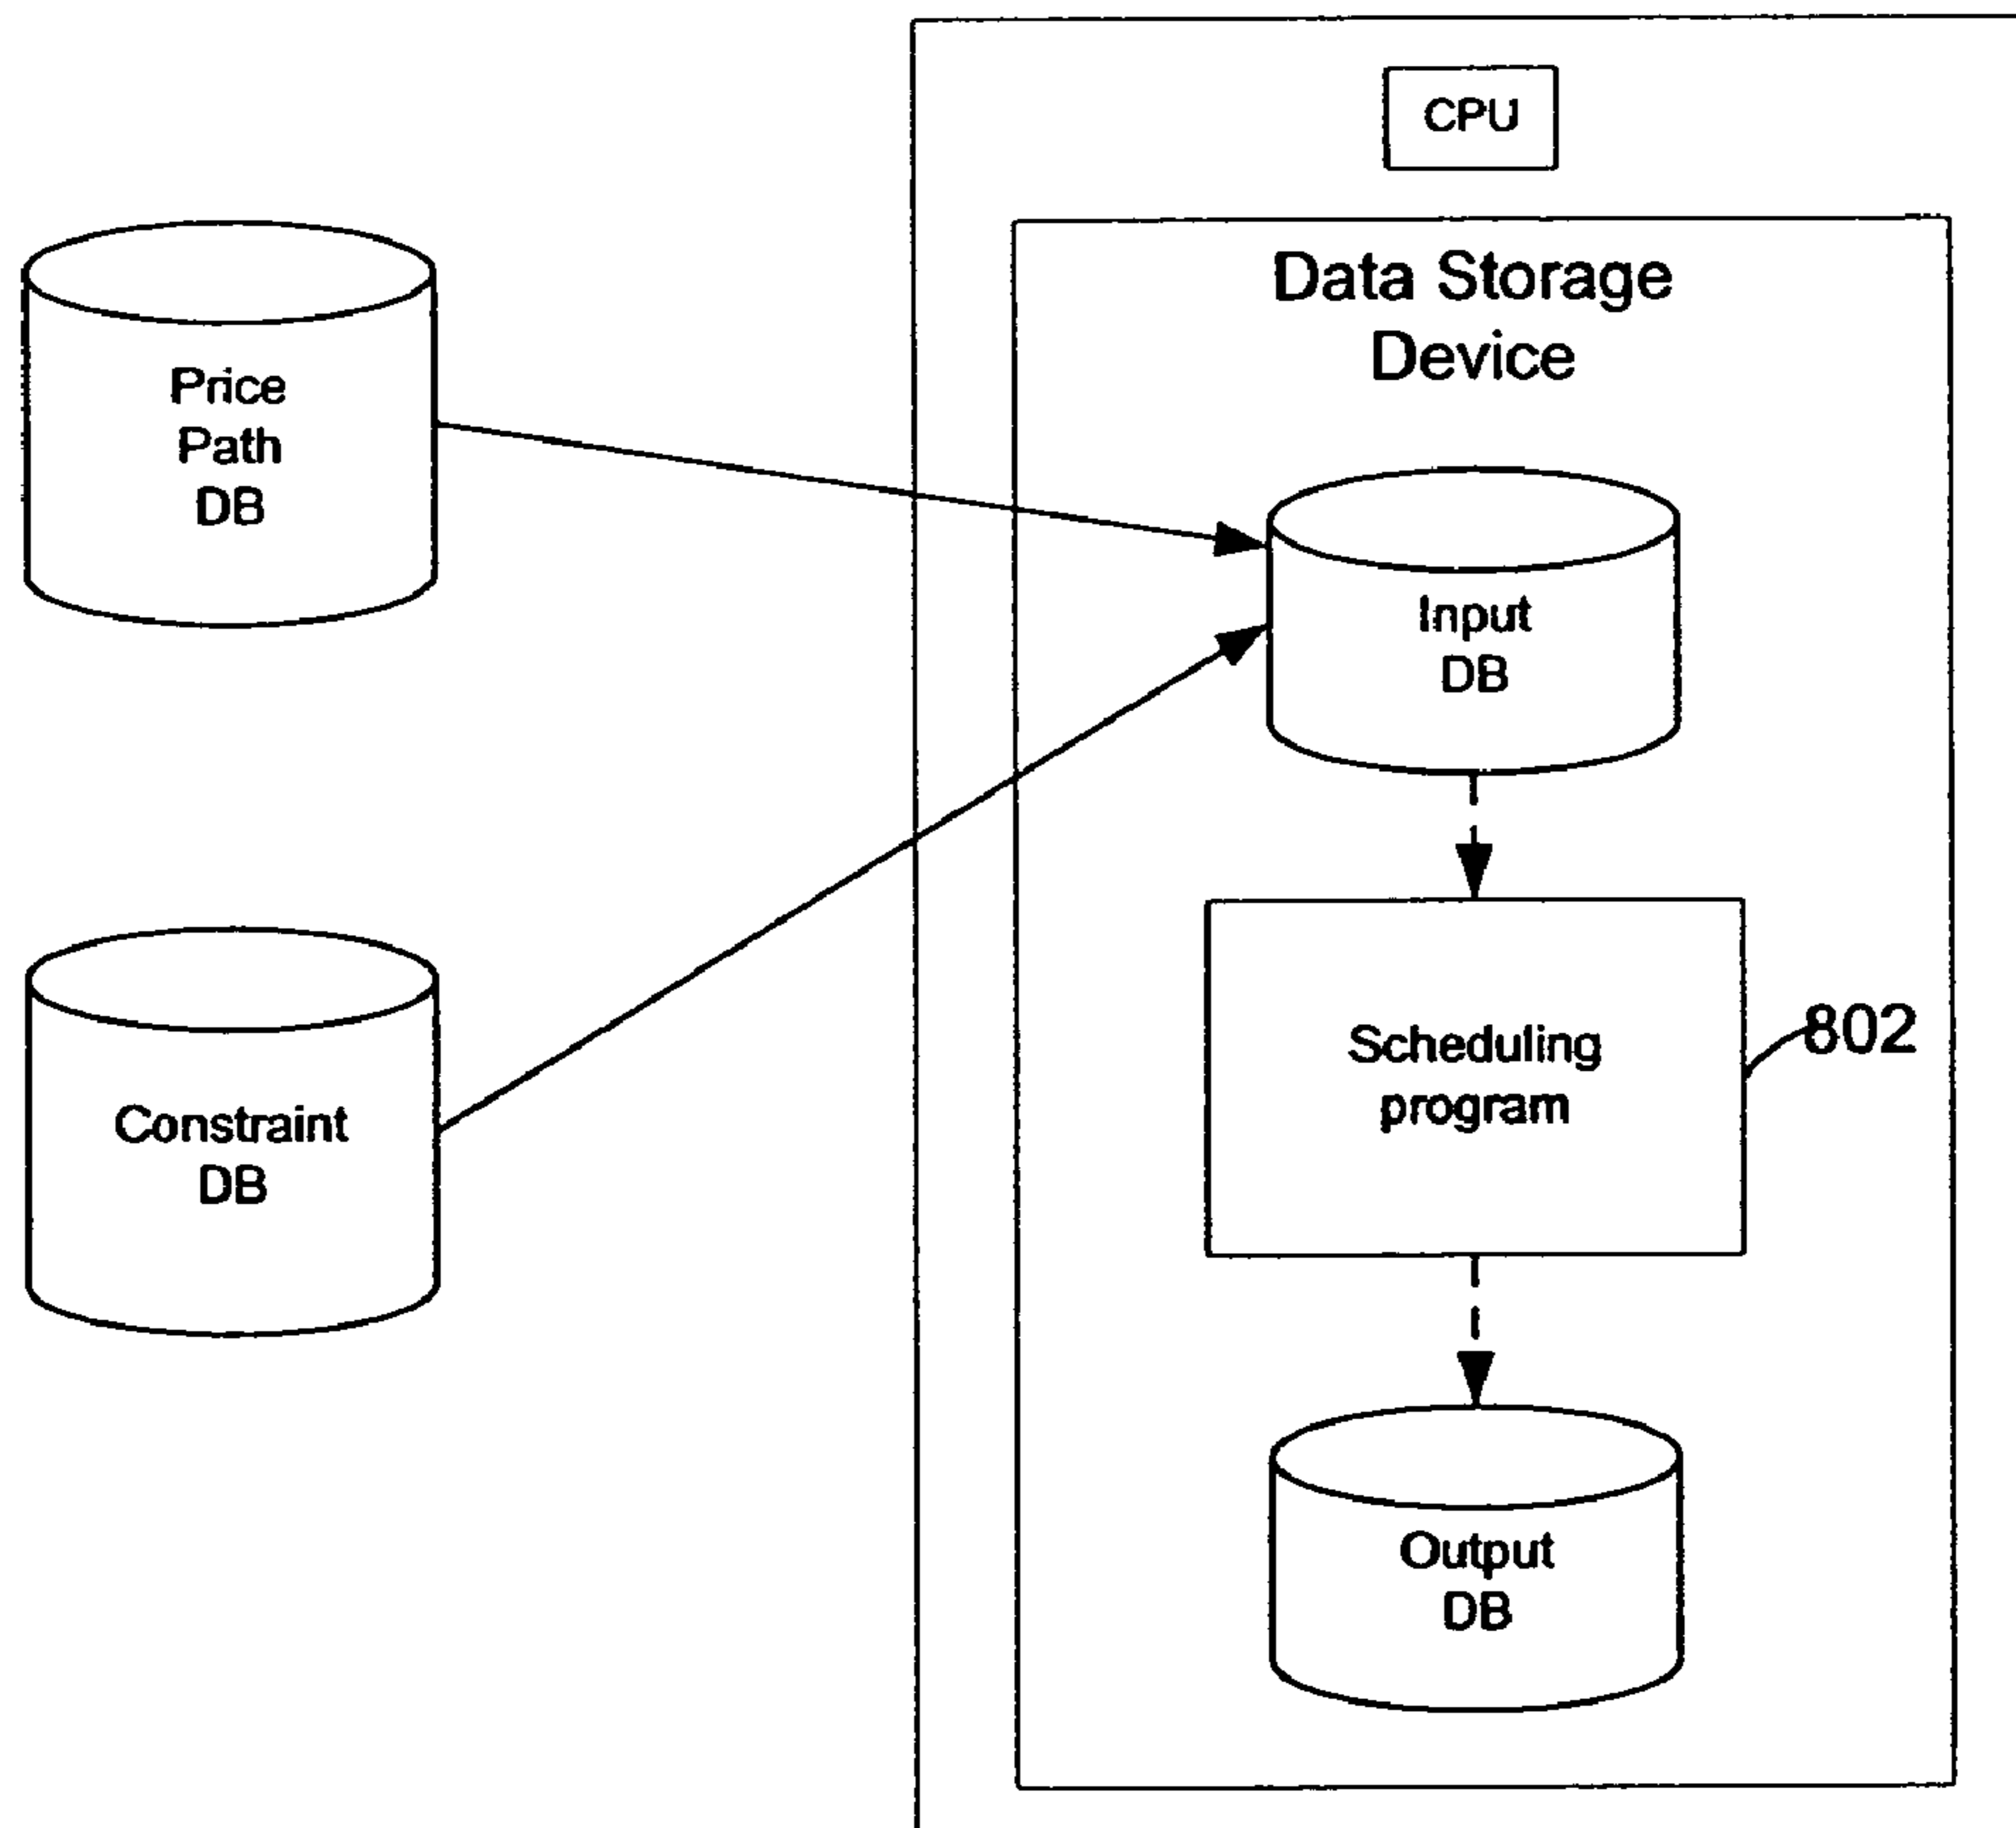 CPU
Data Storage
Device
Price
Path
DB
Input
DB
Scheduling
program
802
Constraint
DB
Output
DB